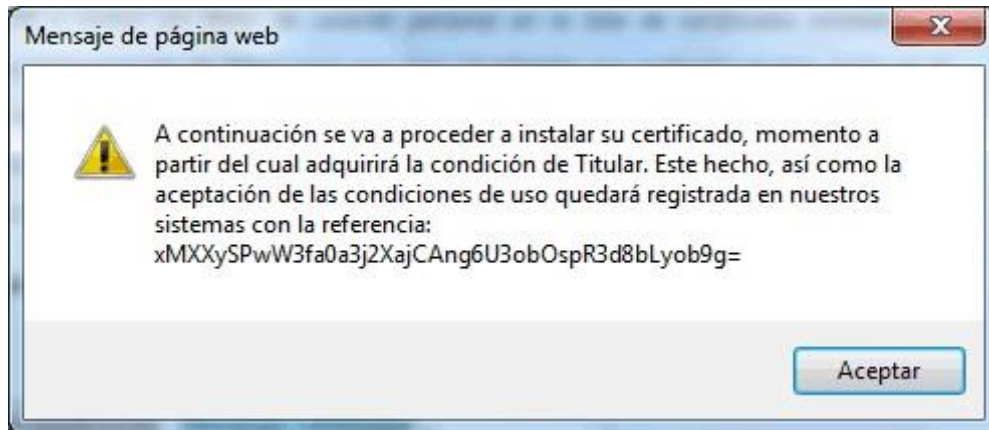 Mensaje de página web
A continuación se va a proceder a instalar su certificado, momento a
partir del cual adquirirá la condición de Titular. Este hecho, así como la
aceptación de las condiciones de uso quedará registrada en nuestros
sistemas con la referencia:
xMXXySPwW3fa0a3j2XajCAng6U3obOspR3d8bLyob9g=
Aceptar